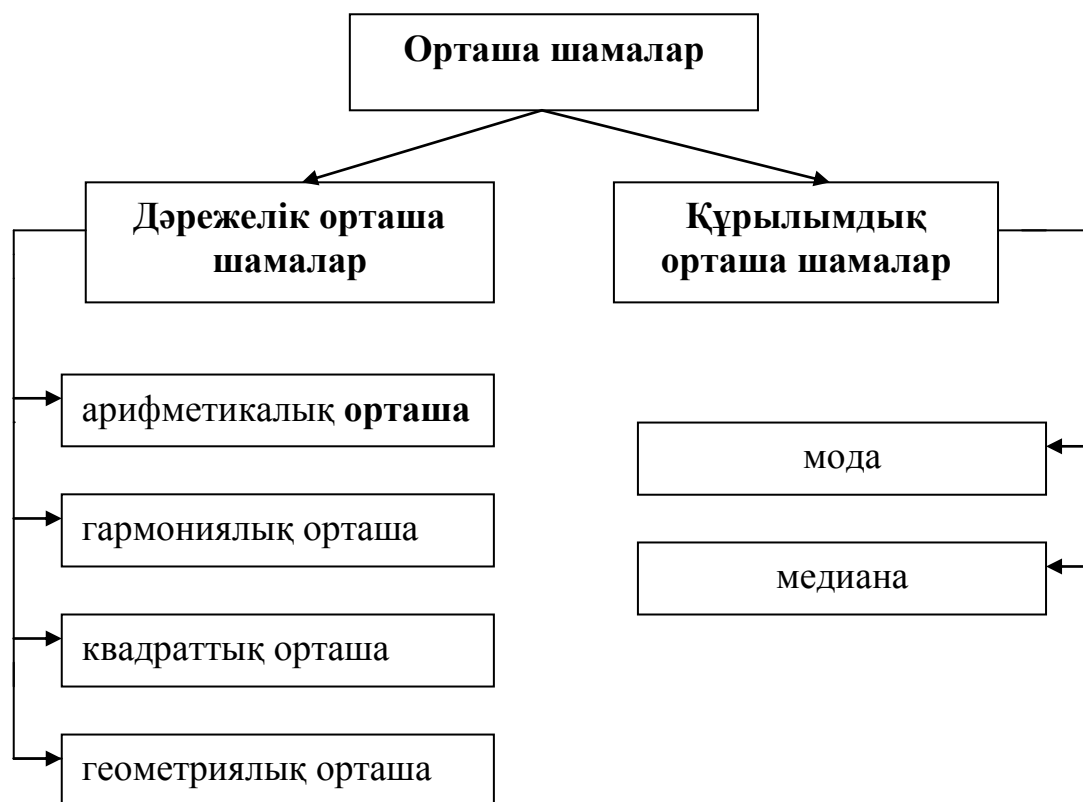 Орташа шамалар
Дәрежелік орташа
шамалар
Құрылымдық
орташа шамалар
арифметикалық орташа
гармониялық орташа
квадраттық орташа
геометриялық орташа
мода
медиана